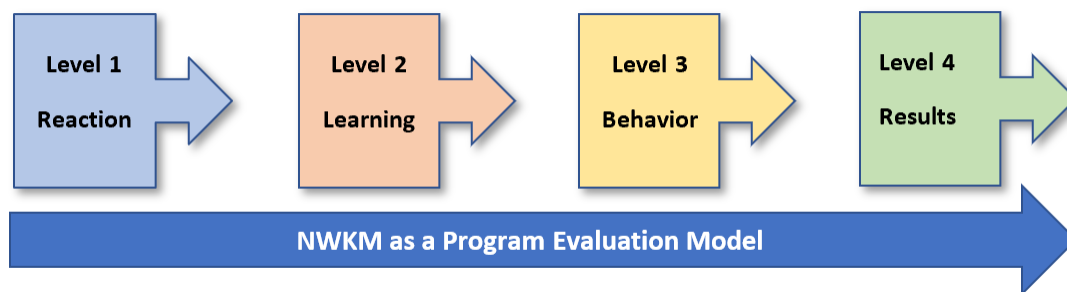 Level 1
Reaction
Level 2
Learning
Level 3
Behavior
Level 4
Results
NWKM as a Program Evaluation Model